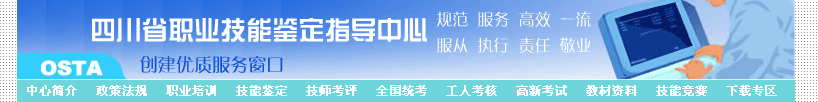 四川省职业技能鉴定指导中心
规范 服务 高效 一流
服从 执行 责任 敬业
OSTA
创建优质服务窗口
中心简介 政策法规 职业培训 技能鉴定 技师考评 全国统考 工人考核 高新考试 教材资料 技能竞赛 下载专区